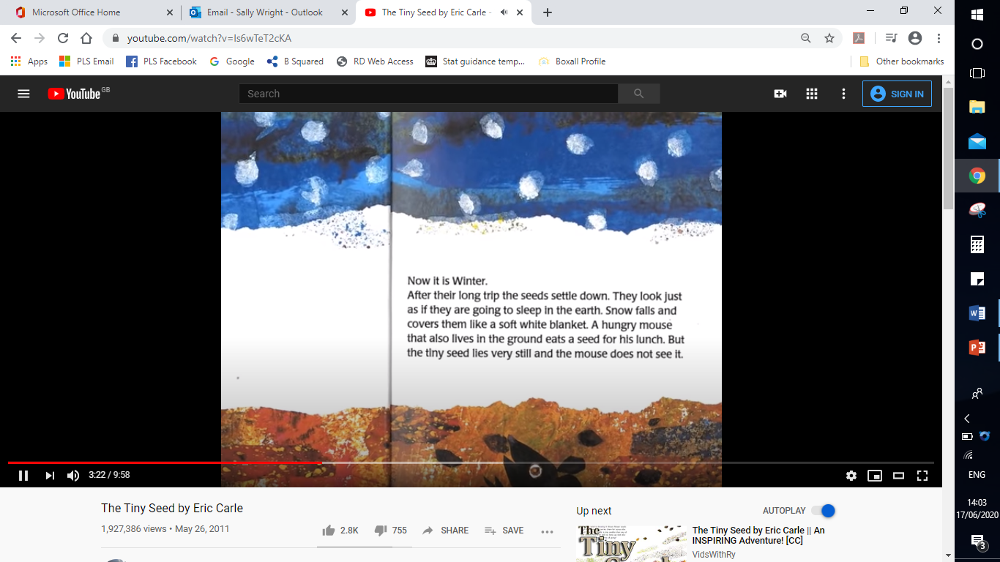 Microsoft Office Home
Email - Sally Wright - Outlook
The Tiny Seed by Eric Carle -
youtube.com/watch?v=Is6wTeT2cKA
Apps
PLS Email
PLS Facebook
Google
B Squared
RD Web Access
Stat guidance temp...
Boxall Profile
Other bookmarks
YouTube GB
Search
SIGN IN
Now it is Winter.
After their long trip the seeds settle down. They look just
as if they are going to sleep in the earth. Snow falls and
covers them like a soft white blanket. A hungry mouse
that also lives in the ground eats a seed for his lunch. But
the tiny seed lies very still and the mouse does not see it.
3:22 / 9:58
The Tiny Seed by Eric Carle
1,927,386 views • May 26, 2011
2.8K
755
SHARE
SAVE
Up next
AUTOPLAY
The
Tiny
The Tiny Seed by Eric Carle || An
INSPIRING Adventure! [CC]
VidsWithRy
ENG
14:03
17/06/2020
3